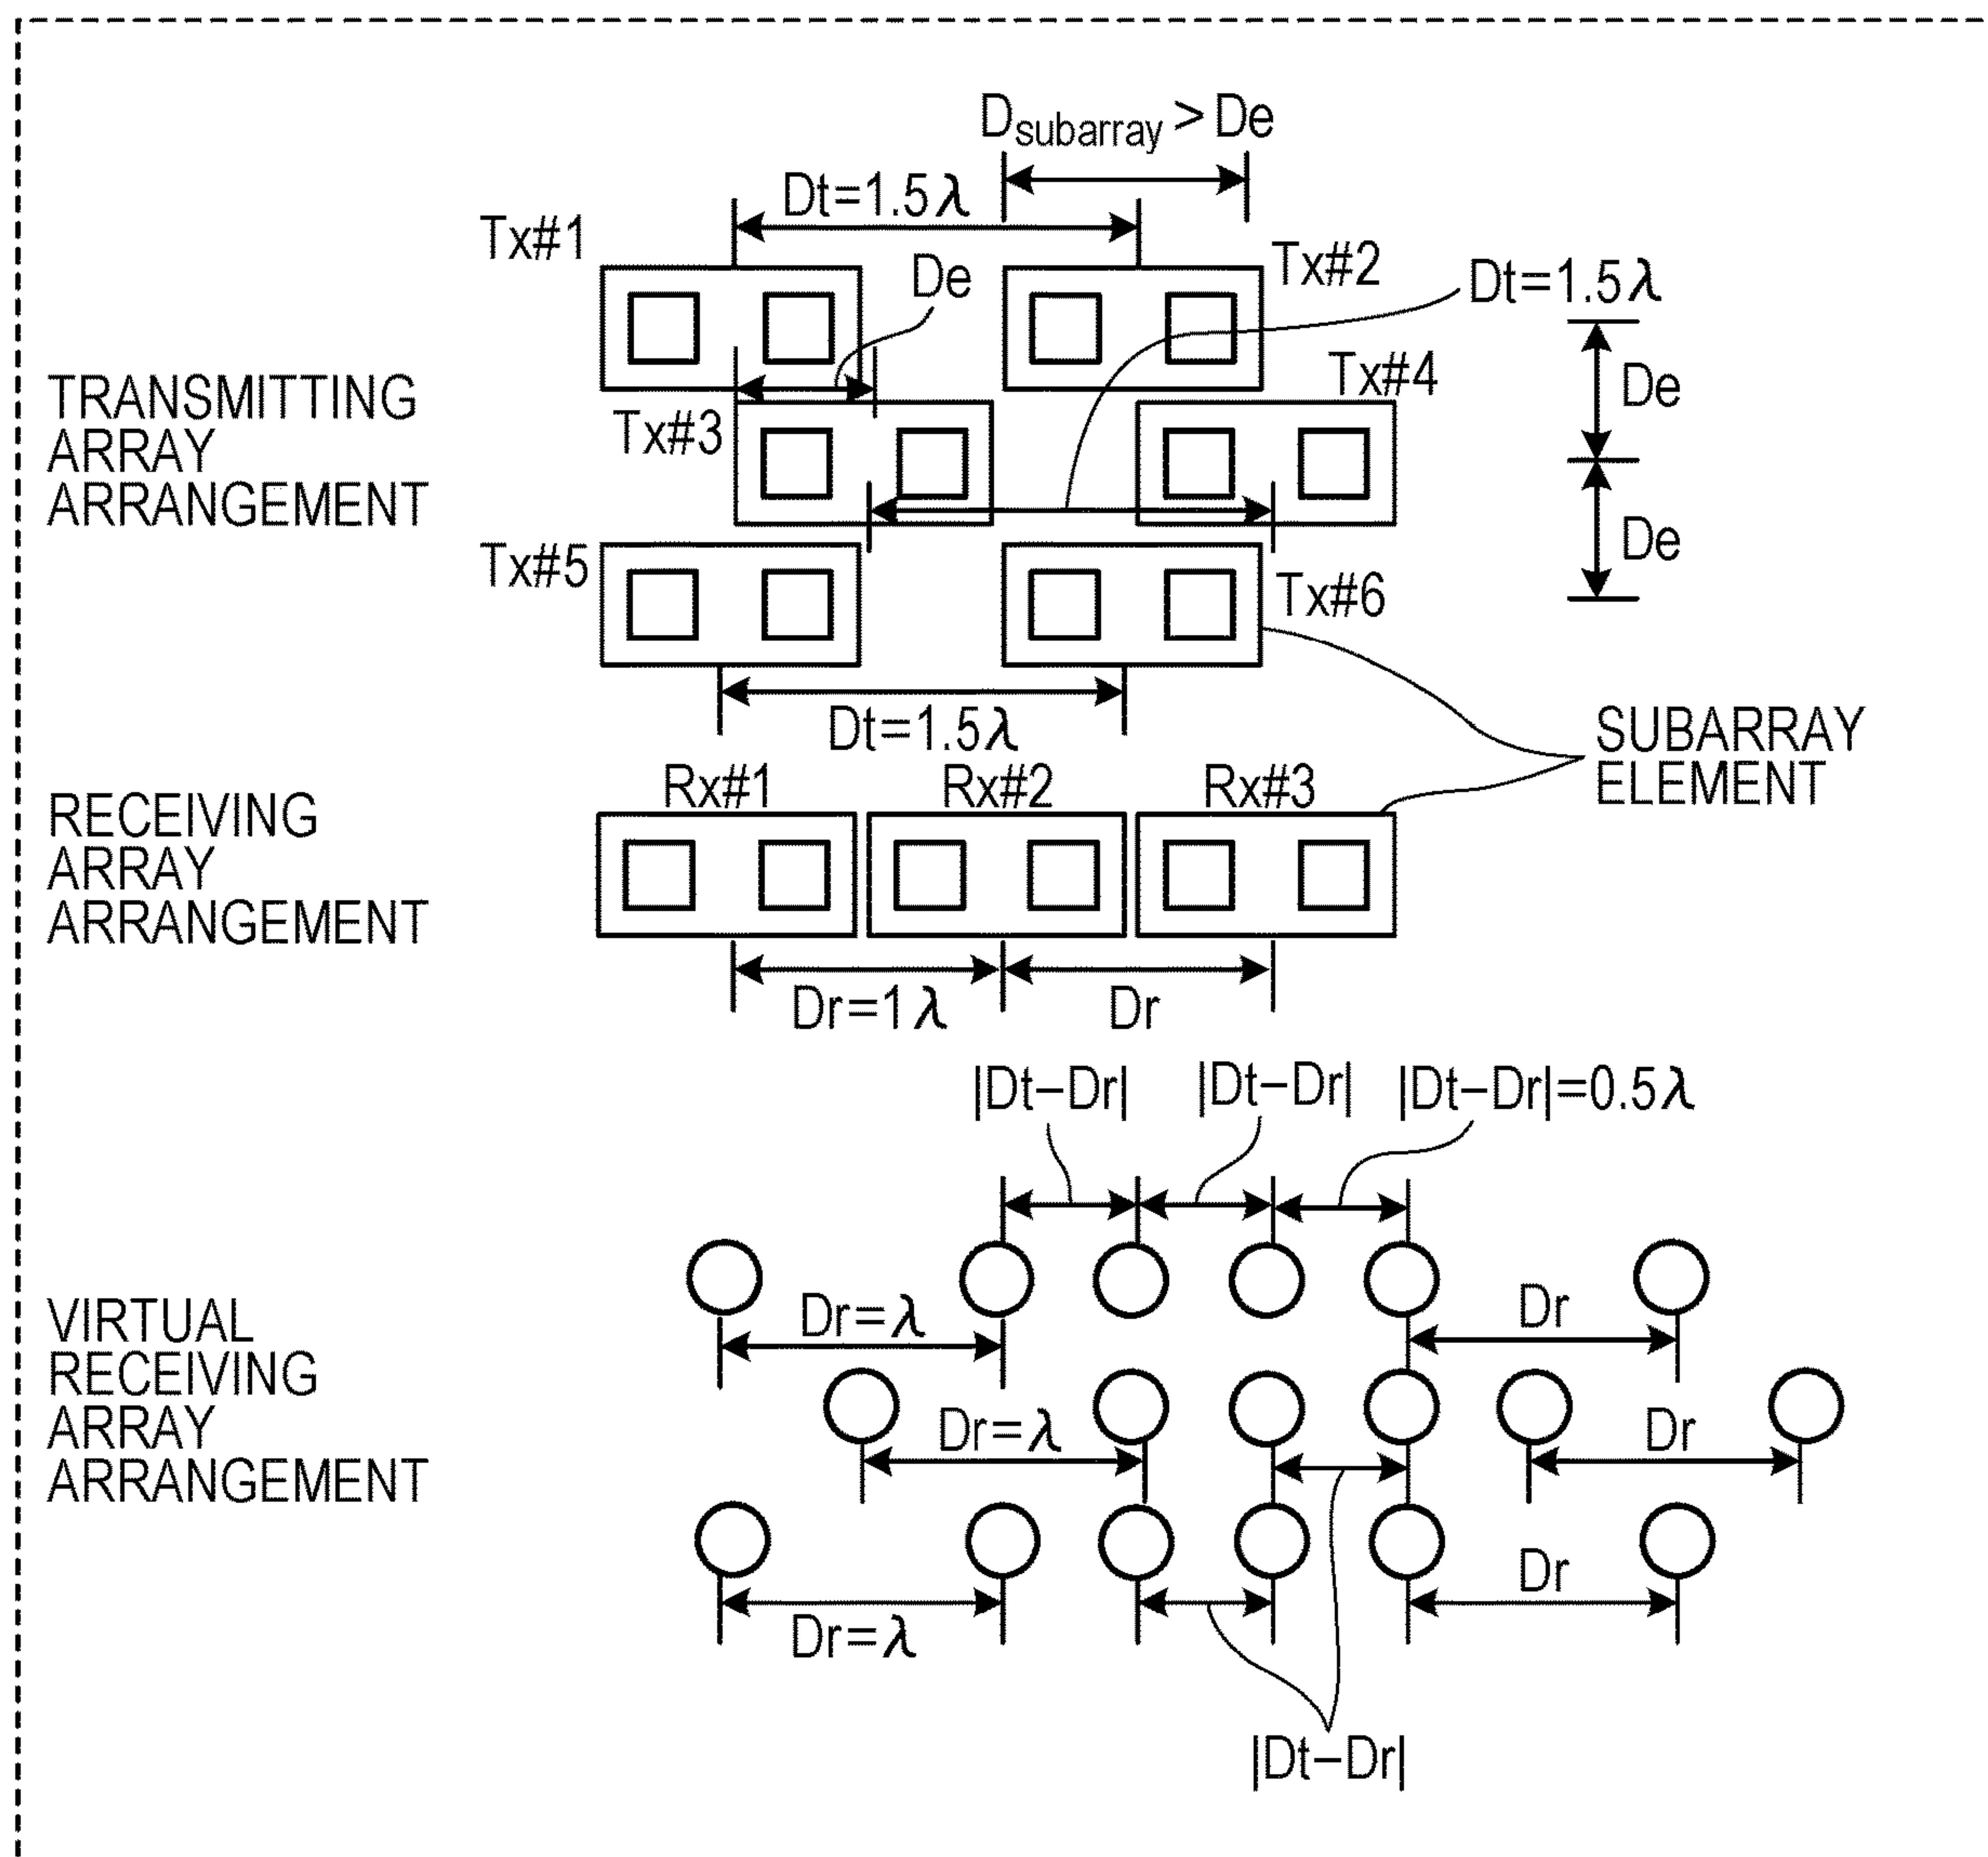 Dsubarray > De
Dt=1.5λ
Tx#1
De
Tx#2
Dt=1.5λ
Tx#4
De
TRANSMITTING
ARRAY
ARRANGEMENT
Tx#3
De
Tx#5
Tx#6
Dt=1.5λ
SUBARRAY
ELEMENT
Rx#1
Rx#2
Rx#3
RECEIVING
ARRAY
ARRANGEMENT
Dr=1λ
Dr
|Dt–Dr|
|Dt–Dr|
|Dt–Dr|=0.5λ
VIRTUAL
RECEIVING
ARRAY
ARRANGEMENT
Dr=λ
Dr
Dr=λ
Dr
Dr=λ
Dr
|Dt–Dr|